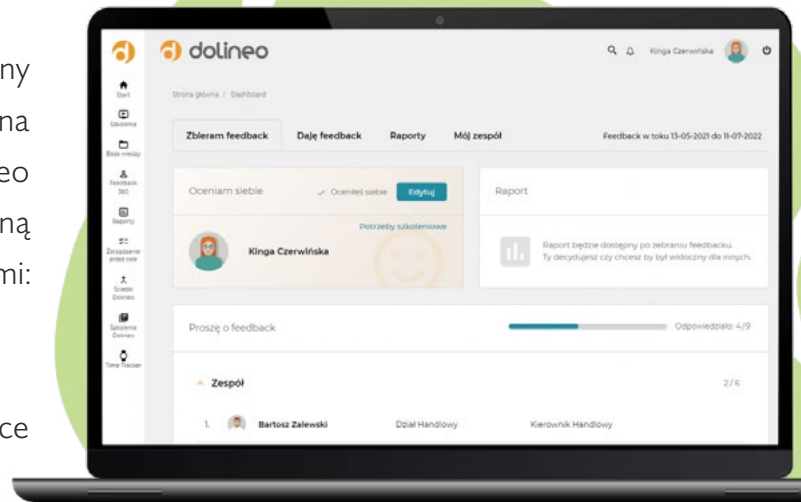 ny
na
eo
ną
mi:
ce
dolineo
Kinga Czerwińska
Start
Szkolenia
Baza wiedzy
Feedback 360
Raporty
Zarządzanie przez cele
Ścieżki Dolineo
Szkolenia Dolineo
Time Tracker
Strona główna / Dashboard
Zbieram feedback
Daję feedback
Raporty
Mój zespół
Feedback w toku 13-05-2021 do 11-07-2022
Oceniam siebie
Oceniłeś siebie
Edytuj
Potrzeby szkoleniowe
Kinga Czerwińska
Raport
Raport będzie dostępny po zebraniu feedbacku.
Ty decydujesz czy chcesz by był widoczny dla innych.
Proszę o feedback
Odpowiedziało: 4/9
Zespół
2/6
1. Bartosz Zalewski Dział Handlowy Kierownik Handlowy